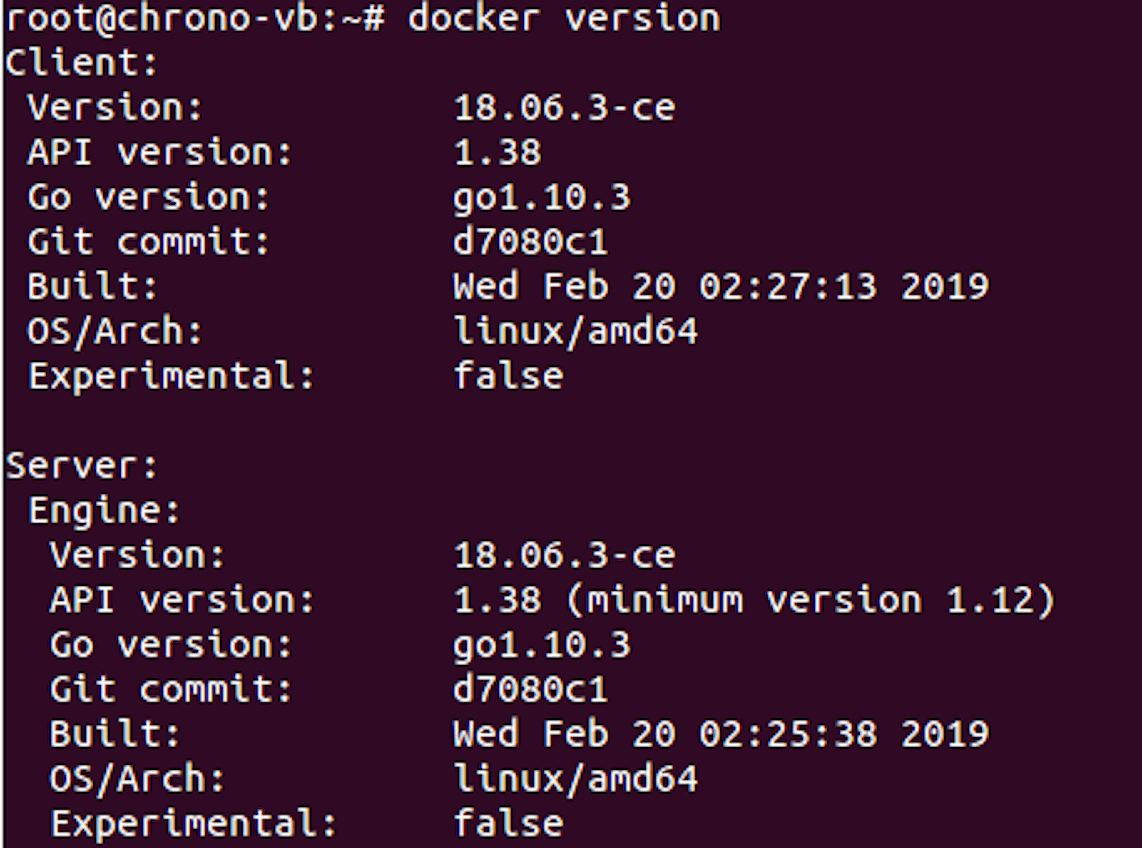 root@chrono-vb:~# docker version
Client:
 Version:           18.06.3-ce
 API version:       1.38
 Go version:        go1.10.3
 Git commit:        d7080c1
 Built:             Wed Feb 20 02:27:13 2019
 OS/Arch:           linux/amd64
 Experimental:      false

Server:
 Engine:
  Version:          18.06.3-ce
  API version:      1.38 (minimum version 1.12)
  Go version:       go1.10.3
  Git commit:       d7080c1
  Built:            Wed Feb 20 02:25:38 2019
  OS/Arch:          linux/amd64
  Experimental:     false